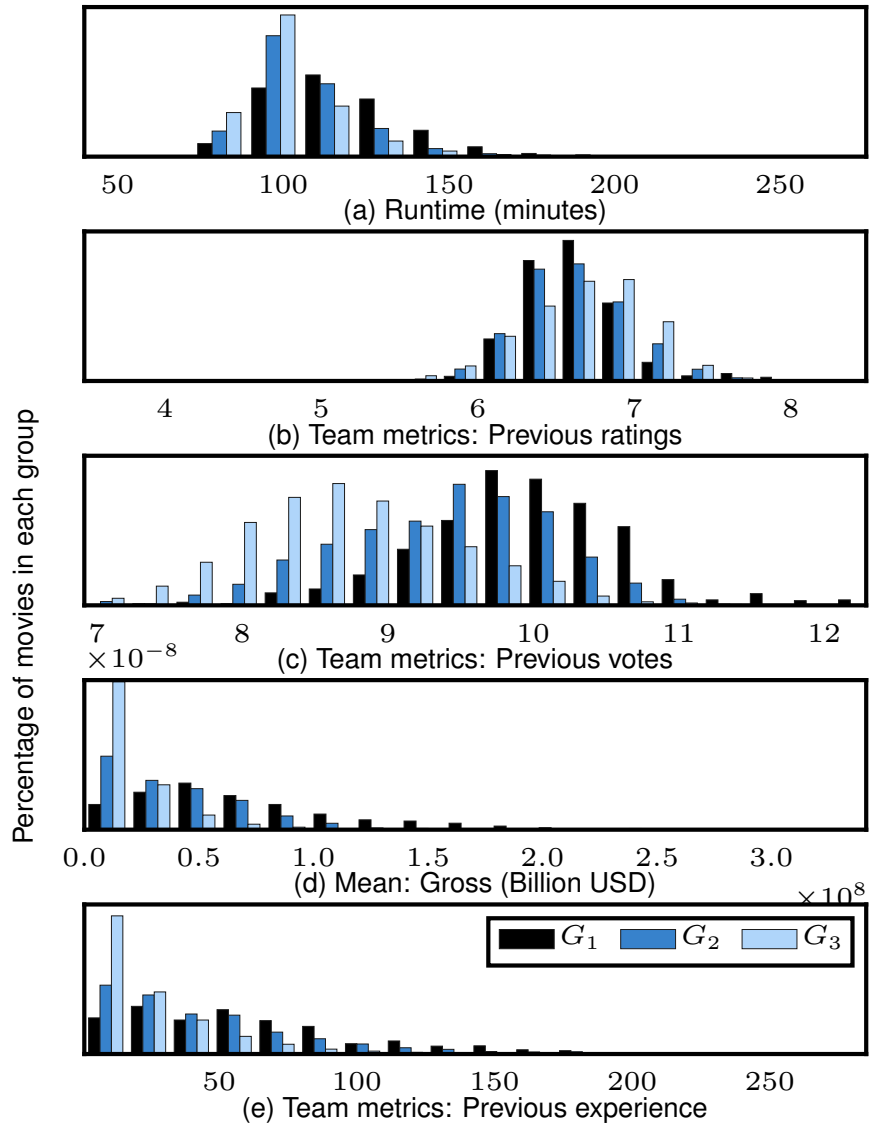 Percentage of movies in each group
50 100 150 200 250
(a) Runtime (minutes)
4 5 6 7 8
(b) Team metrics: Previous ratings
7 8 9 10 11 12
×10⁻⁸
(c) Team metrics: Previous votes
0.0 0.5 1.0 1.5 2.0 2.5 3.0
(d) Mean: Gross (Billion USD)
×10⁸
G₁ G₂ G₃
50 100 150 200 250
(e) Team metrics: Previous experience